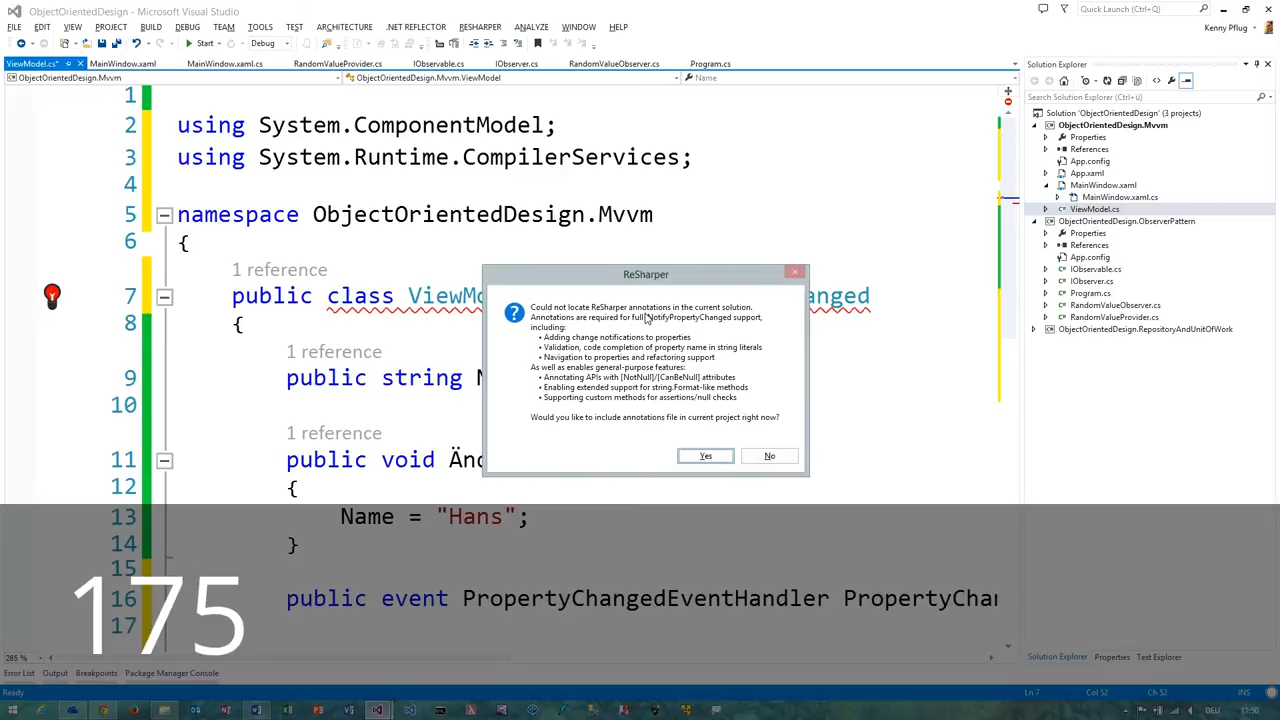 ObjectOrientedDesign - Microsoft Visual Studio
Quick Launch (Ctrl+Q)
FILE EDIT VIEW PROJECT BUILD DEBUG TEAM TOOLS TEST ARCHITECTURE .NET REFLECTOR RESHARPER ANALYZE WINDOW HELP
Kenny Pflug
Start Debug
ViewModel.cs* MainWindow.xaml MainWindow.xaml.cs RandomValueProvider.cs IObservable.cs IObserver.cs RandomValueObserver.cs Program.cs
ObjectOrientedDesign.Mvvm ObjectOrientedDesign.Mvvm.ViewModel Name
1
2 using System.ComponentModel;
3 using System.Runtime.CompilerServices;
4
5 namespace ObjectOrientedDesign.Mvvm
6 {
1 reference
7 public class ViewMo anged
8 {
1 reference
9 public string N
10
1 reference
11 public void Änd
12 {
13 Name = "Hans";
14 }
15
16 public event PropertyChangedEventHandler PropertyChan
17
175
ReSharper
Could not locate ReSharper annotations in the current solution.
Annotations are required for full INotifyPropertyChanged support,
including:
• Adding change notifications to properties
• Validation, code completion of property name in string literals
• Navigation to properties and refactoring support
As well as enables general-purpose features:
• Annotating APIs with [NotNull]/[CanBeNull] attributes
• Enabling extended support for string.Format-like methods
• Supporting custom methods for assertions/null checks
Would you like to include annotations file in current project right now?
Yes No
Solution Explorer
Search Solution Explorer (Ctrl+ü)
Solution 'ObjectOrientedDesign' (3 projects)
ObjectOrientedDesign.Mvvm
Properties
References
App.config
App.xaml
MainWindow.xaml
MainWindow.xaml.cs
ViewModel.cs
ObjectOrientedDesign.ObserverPattern
Properties
References
App.config
IObservable.cs
IObserver.cs
Program.cs
RandomValueObserver.cs
RandomValueProvider.cs
ObjectOrientedDesign.RepositoryAndUnitOfWork
285 %
Solution Explorer Properties Test Explorer
Error List Output Breakpoints Package Manager Console
Ready Ln 7 Col 52 Ch 52 INS
DEU 11:50